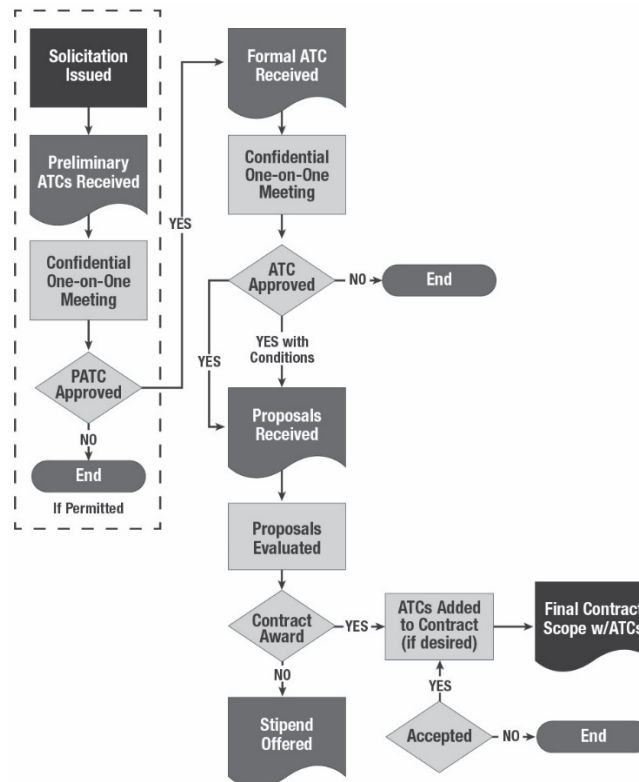 Solicitation
Issued
Preliminary
ATCs Received
Confidential
One-on-One
Meeting
PATC
Approved
NO
End
If Permitted
YES
Formal ATC
Received
Confidential
One-on-One
Meeting
ATC
Approved
NO
End
YES with
Conditions
YES
Proposals
Received
Proposals
Evaluated
Contract
Award
YES
ATCs Added
to Contract
(if desired)
Final Contract
Scope w/ATCs
NO
YES
Stipend
Offered
Accepted
NO
End